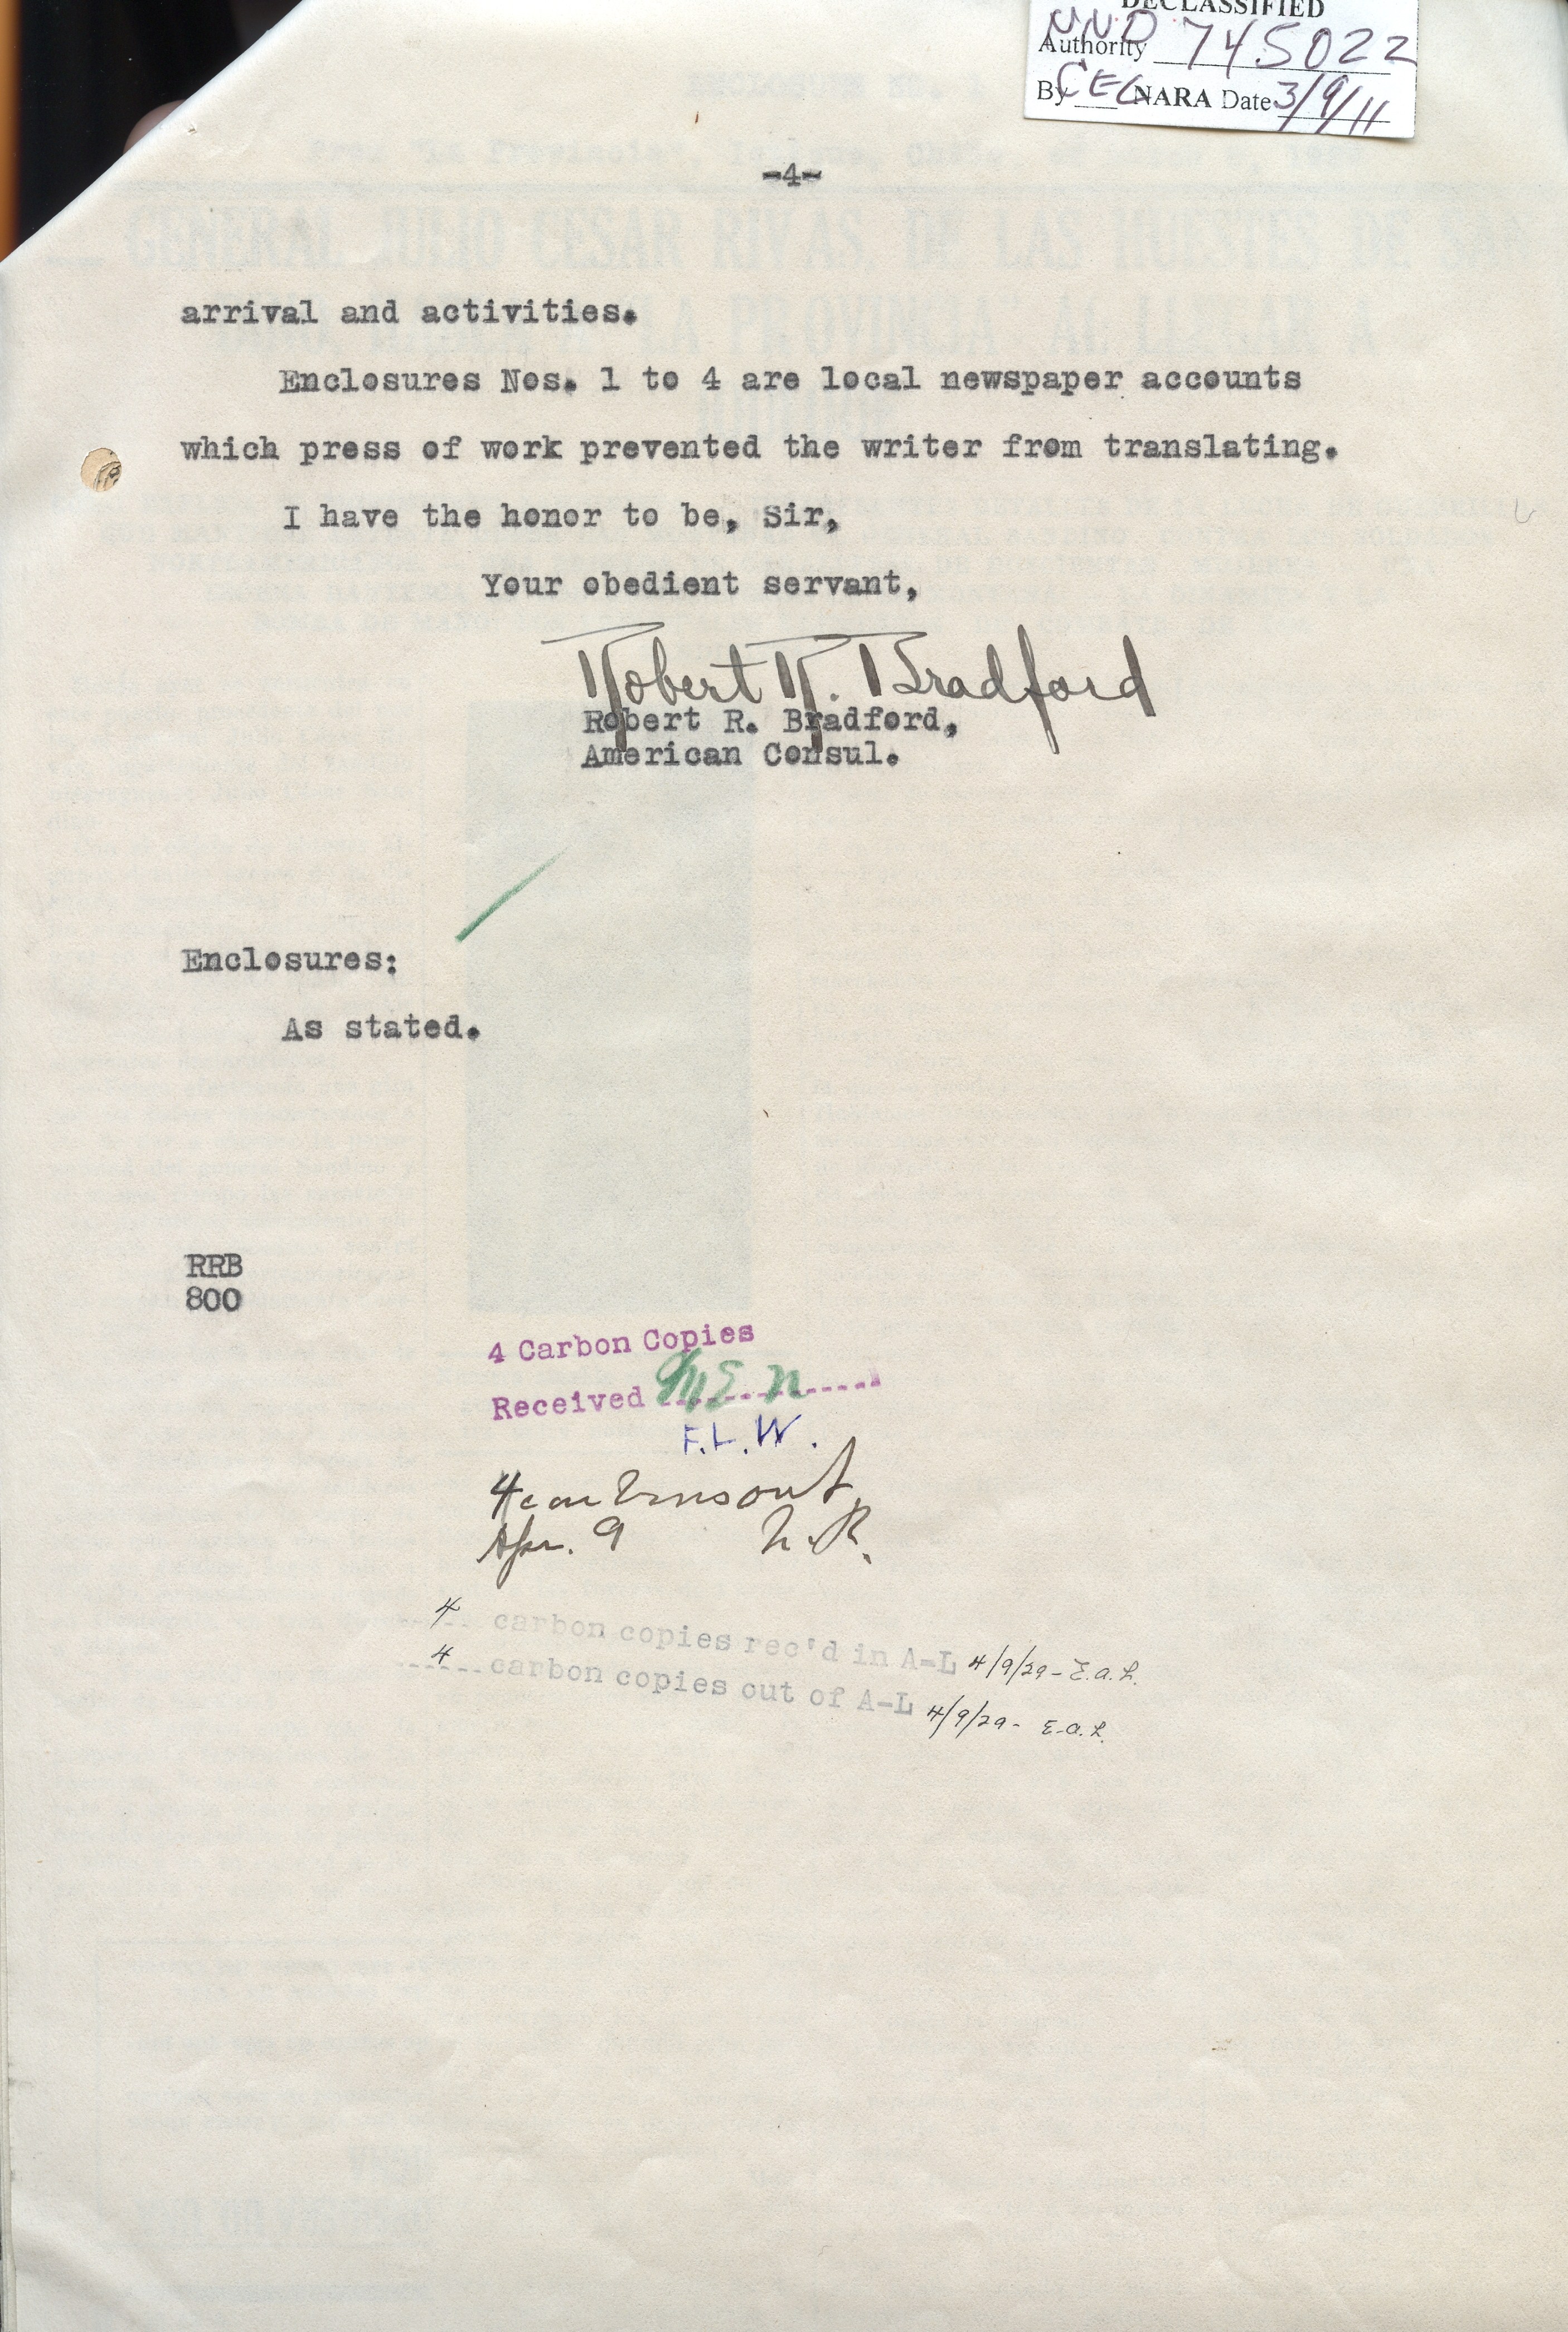 DECLASSIFIED
Authority NND 745022
By CEC NARA Date 3/9/11
-4-
arrival and activities.
Enclosures Nos. 1 to 4 are local newspaper accounts
which press of work prevented the writer from translating.
I have the honor to be, Sir,
Your obedient servant,
Robert R. Bradford
Robert R. Bradford,
American Consul.
Enclosures:
As stated.
RRB
800
4 Carbon Copies
Received
F.L.W.
4 carbons out
Apr. 9
4 carbon copies rec'd in A-L 4/9/29- E.a.L.
4 carbon copies out of A-L 4/9/29- E.a.L.